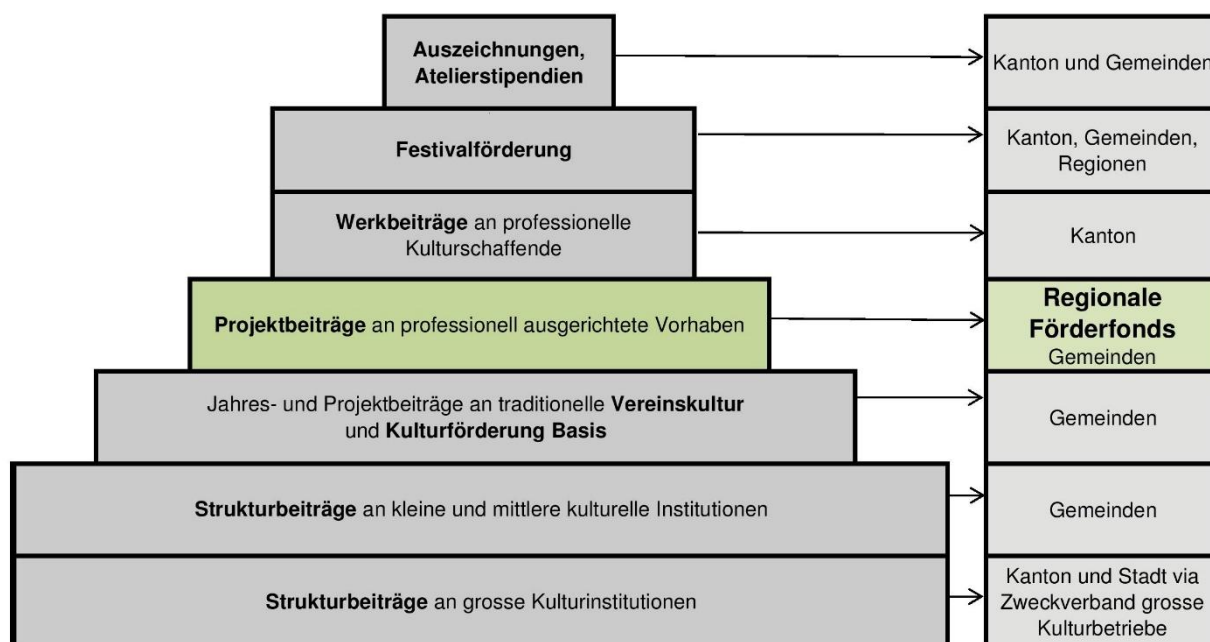 Auszeichnungen,
Atelierstipendien
Kanton und Gemeinden
Festivalförderung
Kanton, Gemeinden,
Regionen
Werkbeiträge an professionelle
Kulturschaffende
Kanton
Projektbeiträge an professionell ausgerichtete Vorhaben
Regionale
Förderfonds
Gemeinden
Jahres- und Projektbeiträge an traditionelle Vereinskultur
und Kulturförderung Basis
Gemeinden
Strukturbeiträge an kleine und mittlere kulturelle Institutionen
Gemeinden
Strukturbeiträge an grosse Kulturinstitutionen
Kanton und Stadt via
Zweckverband grosse
Kulturbetriebe